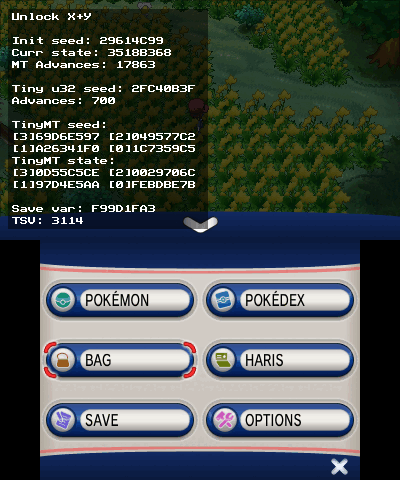 Unlock X+Y
Init seed: 29614C99
Curr state: 3518B368
MT Advances: 17863
Tiny u32 seed: 2FC40B3F
Advances: 700
TinyMT seed:
[3]69D6E597 [2]049577C2
[1]A26341F0 [0]1C7359C5
TinyMT state:
[3]0D55C5CE [2]0029706C
[1]97D4E5AA [0]FEBDBE7B
Save var: F99D1FA3
TSV: 3114
POKÉMON
POKÉDEX
BAG
HARIS
SAVE
OPTIONS